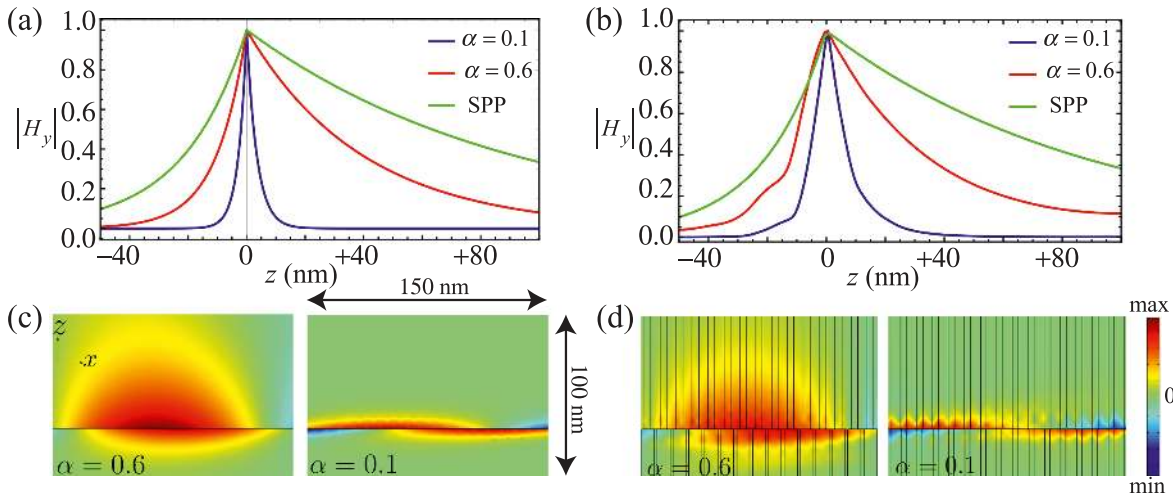 (a)
1.0
0.8
0.6
0.4
0.2
0.0
|H_y|
α = 0.1
α = 0.6
SPP
−40 0 +40 +80
z (nm)
(b)
1.0
0.8
0.6
0.4
0.2
0.0
|H_y|
α = 0.1
α = 0.6
SPP
−40 0 +40 +80
z (nm)
(c)
z
x
α = 0.6
150 nm
α = 0.1
100 nm
(d)
α = 0.6
α = 0.1
max
0
min